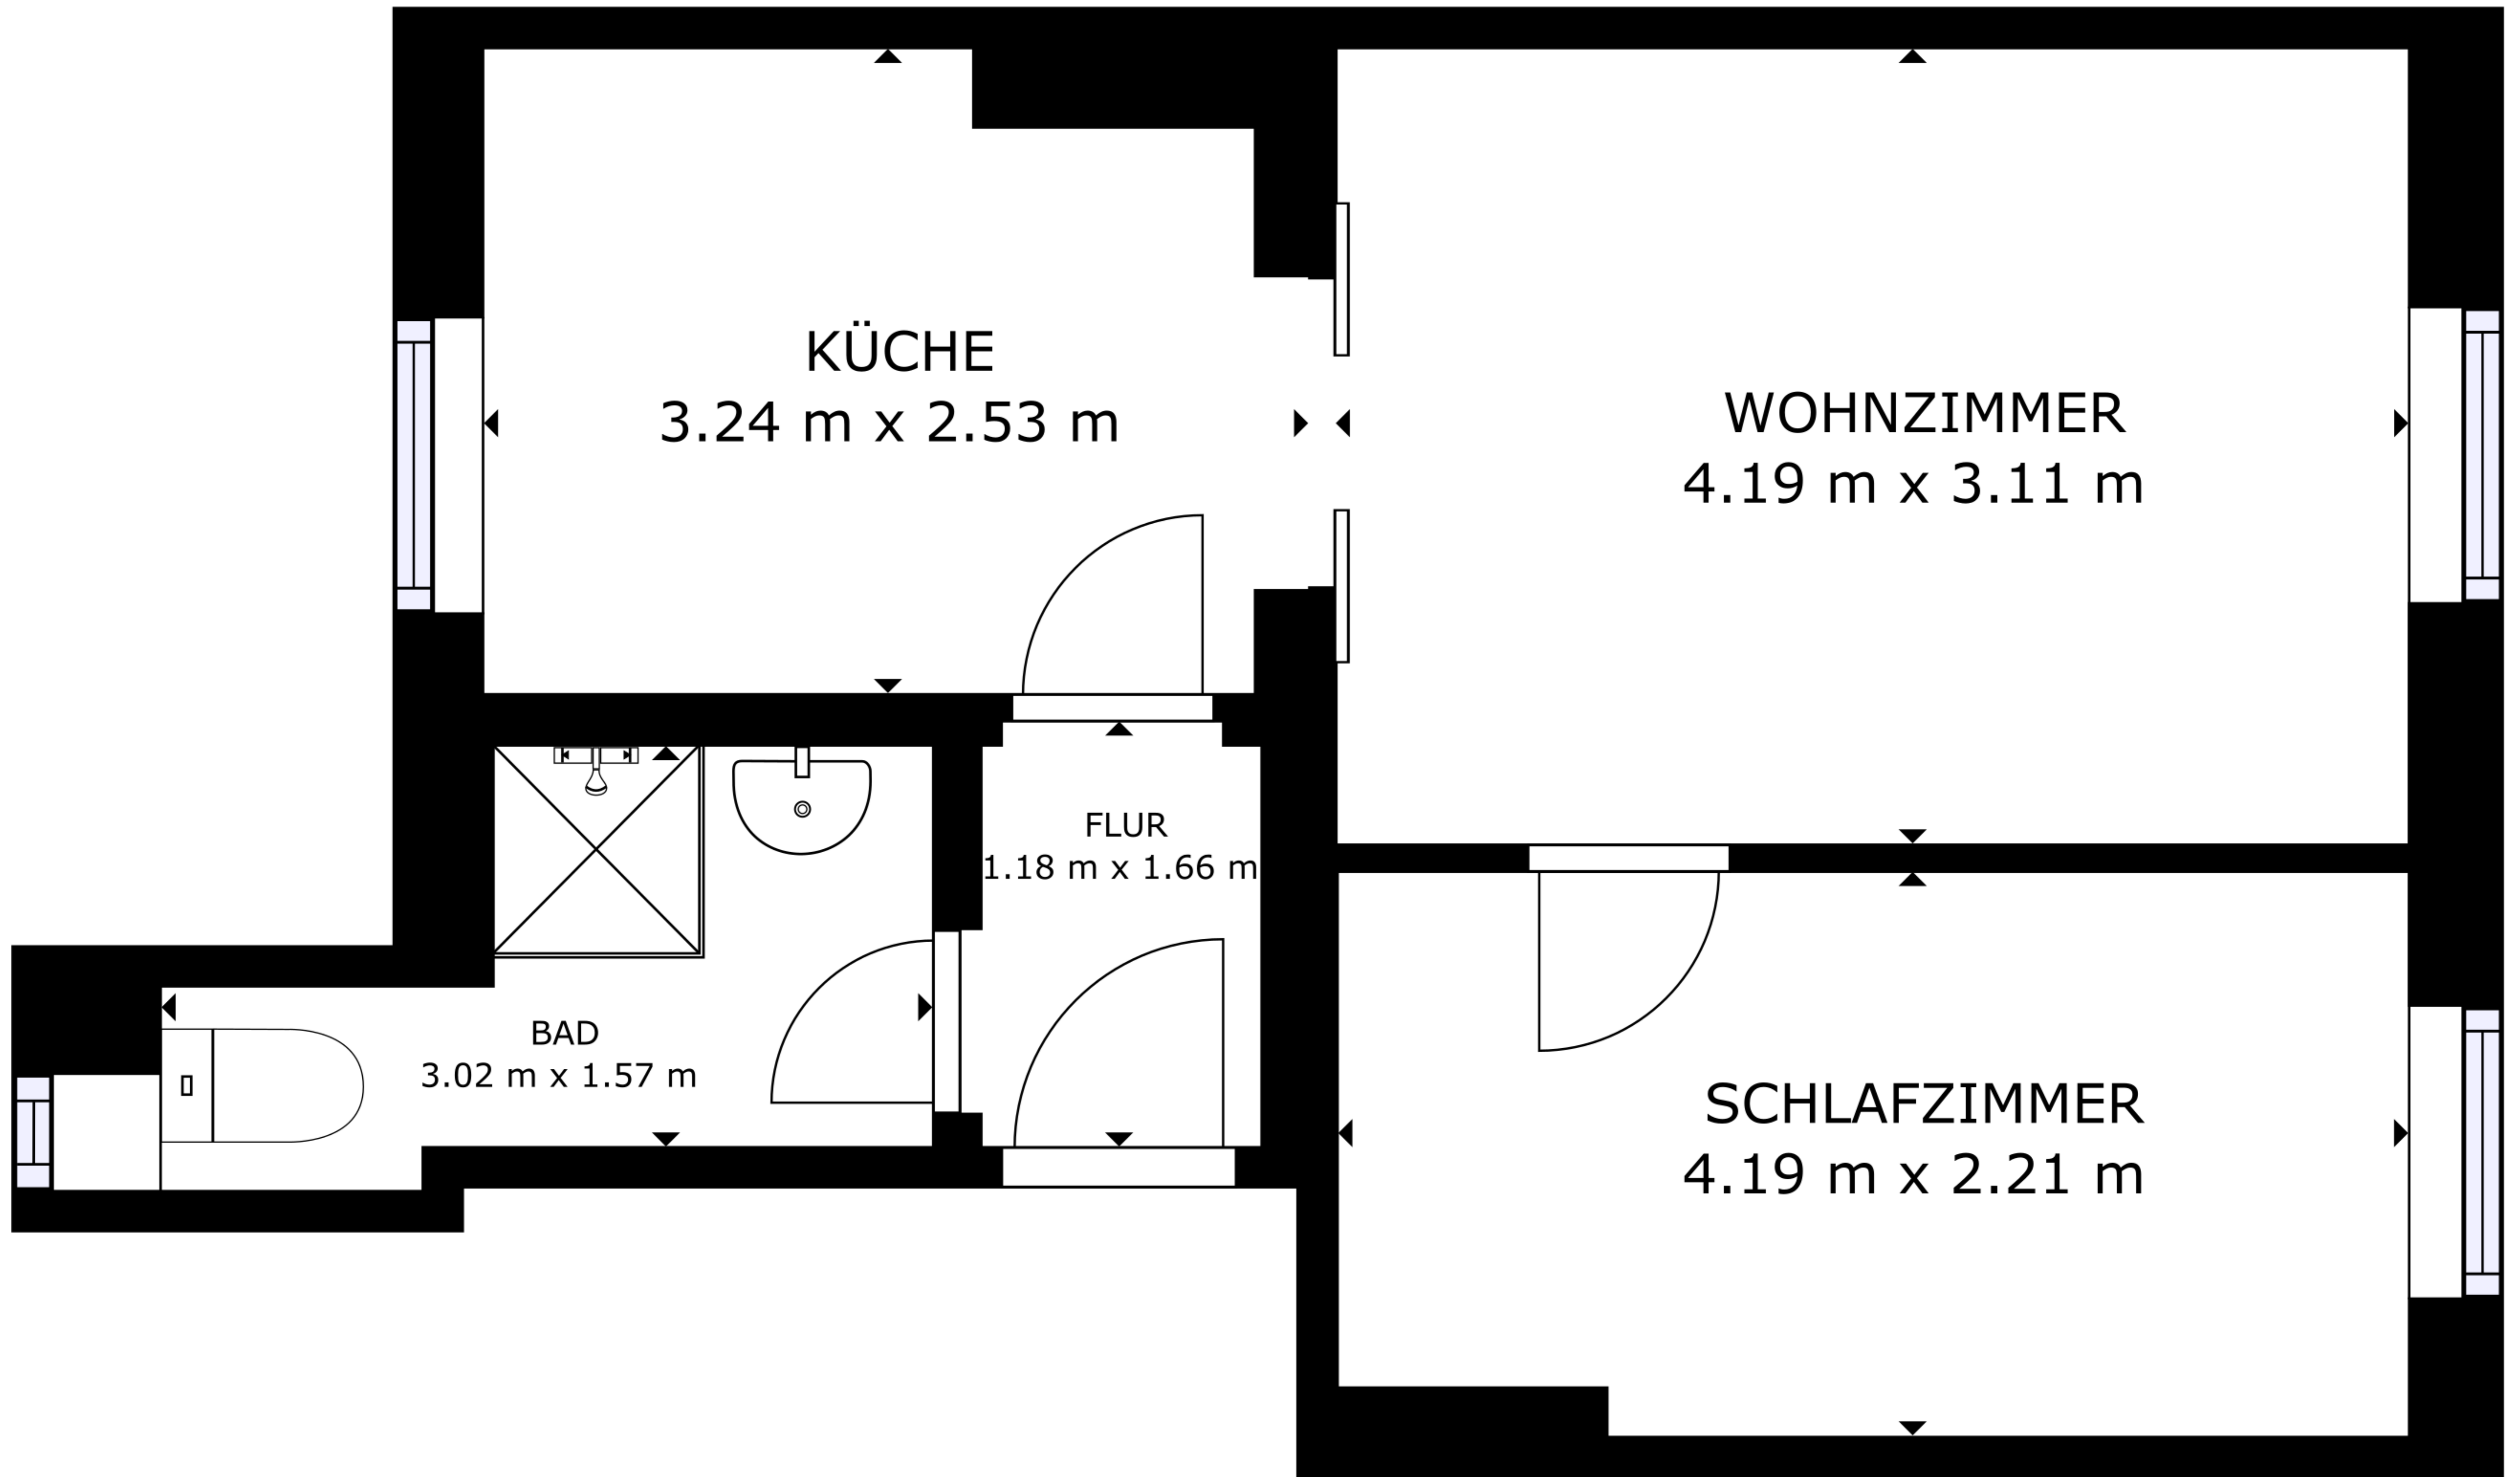 KÜCHE
3.24 m x 2.53 m
WOHNZIMMER
4.19 m x 3.11 m
FLUR
1.18 m x 1.66 m
BAD
3.02 m x 1.57 m
SCHLAFZIMMER
4.19 m x 2.21 m